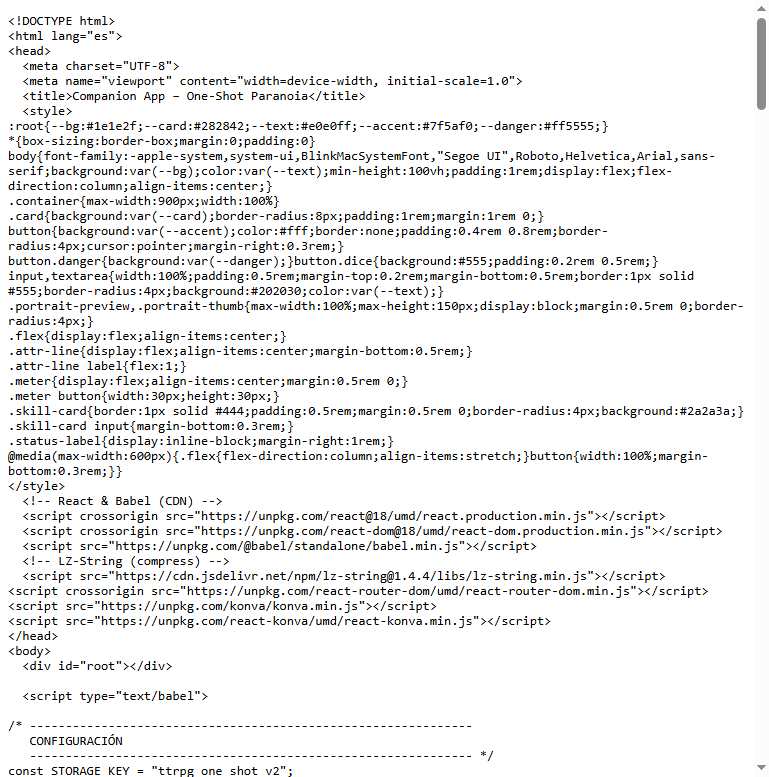 <!DOCTYPE html>
<html lang="es">
<head>
  <meta charset="UTF-8">
  <meta name="viewport" content="width=device-width, initial-scale=1.0">
  <title>Companion App – One-Shot Paranoia</title>
  <style>
:root{--bg:#1e1e2f;--card:#282842;--text:#e0e0ff;--accent:#7f5af0;--danger:#ff5555;}
*{box-sizing:border-box;margin:0;padding:0}
body{font-family:-apple-system,system-ui,BlinkMacSystemFont,"Segoe UI",Roboto,Helvetica,Arial,sans-
serif;background:var(--bg);color:var(--text);min-height:100vh;padding:1rem;display:flex;flex-
direction:column;align-items:center;}
.container{max-width:900px;width:100%}
.card{background:var(--card);border-radius:8px;padding:1rem;margin:1rem 0;}
button{background:var(--accent);color:#fff;border:none;padding:0.4rem 0.8rem;border-
radius:4px;cursor:pointer;margin-right:0.3rem;}
button.danger{background:var(--danger);}button.dice{background:#555;padding:0.2rem 0.5rem;}
input,textarea{width:100%;padding:0.5rem;margin-top:0.2rem;margin-bottom:0.5rem;border:1px solid
#555;border-radius:4px;background:#202030;color:var(--text);}
.portrait-preview,.portrait-thumb{max-width:100%;max-height:150px;display:block;margin:0.5rem 0;border-
radius:4px;}
.flex{display:flex;align-items:center;}
.attr-line{display:flex;align-items:center;margin-bottom:0.5rem;}
.attr-line label{flex:1;}
.meter{display:flex;align-items:center;margin:0.5rem 0;}
.meter button{width:30px;height:30px;}
.skill-card{border:1px solid #444;padding:0.5rem;margin:0.5rem 0;border-radius:4px;background:#2a2a3a;}
.skill-card input{margin-bottom:0.3rem;}
.status-label{display:inline-block;margin-right:1rem;}
@media(max-width:600px){.flex{flex-direction:column;align-items:stretch;}button{width:100%;margin-
bottom:0.3rem;}}
</style>
  <!-- React & Babel (CDN) -->
  <script crossorigin src="https://unpkg.com/react@18/umd/react.production.min.js"></script>
  <script crossorigin src="https://unpkg.com/react-dom@18/umd/react-dom.production.min.js"></script>
  <script src="https://unpkg.com/@babel/standalone/babel.min.js"></script>
  <!-- LZ-String (compress) -->
  <script src="https://cdn.jsdelivr.net/npm/lz-string@1.4.4/libs/lz-string.min.js"></script>
<script crossorigin src="https://unpkg.com/react-router-dom/umd/react-router-dom.min.js"></script>
<script src="https://unpkg.com/konva/konva.min.js"></script>
<script src="https://unpkg.com/react-konva/umd/react-konva.min.js"></script>
</head>
<body>
  <div id="root"></div>

  <script type="text/babel">

/* --------------------------------------------------------------
   CONFIGURACIÓN
   -------------------------------------------------------------- */
const STORAGE_KEY = "ttrpg_one_shot_v2";